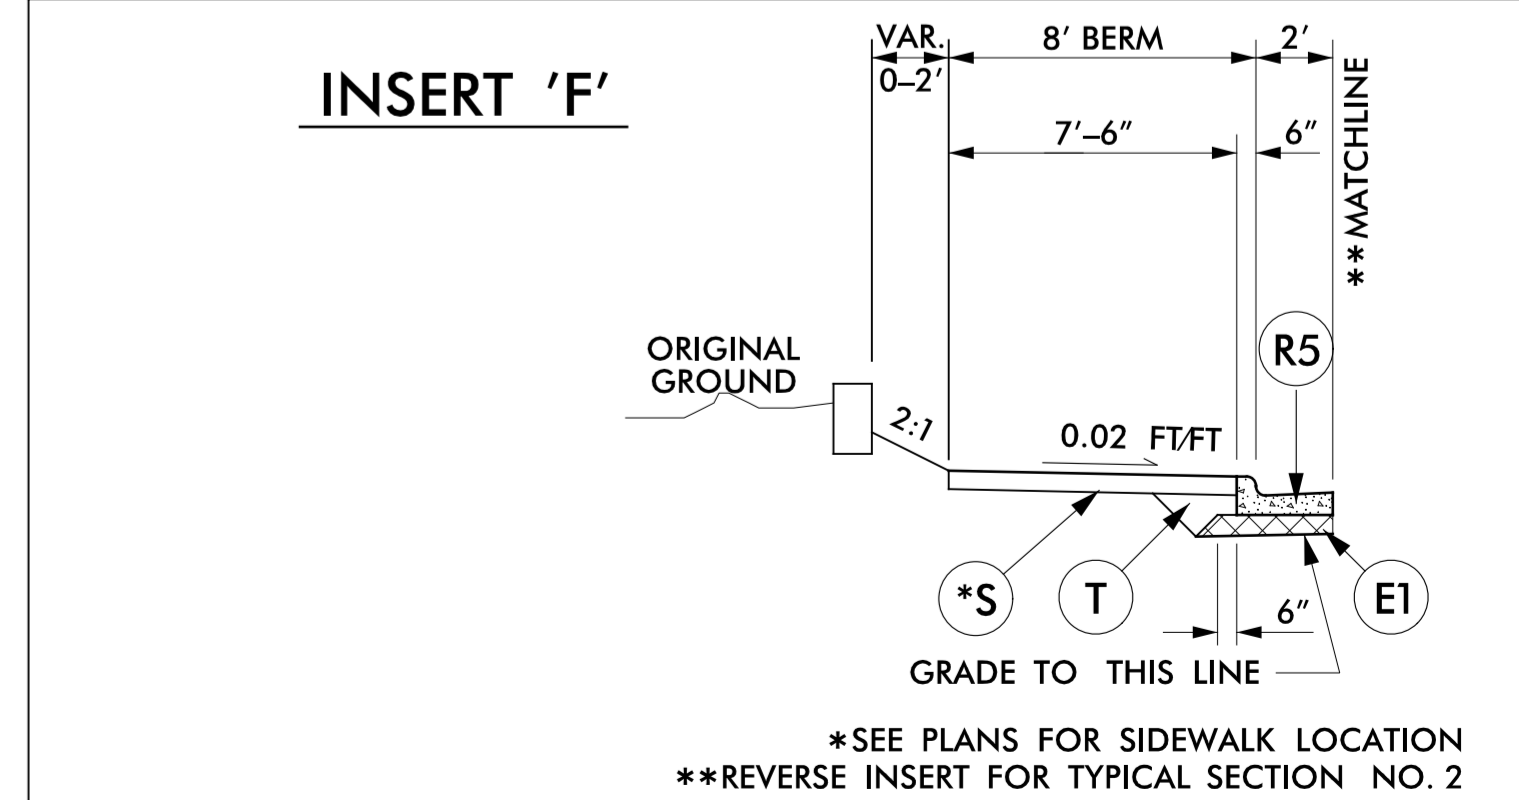 INSERT 'F'
VAR.
0–2'
8' BERM
2'
7'–6"
6"
**MATCHLINE
ORIGINAL
GROUND
2:1
0.02 FT/FT
R5
*S
T
E1
6"
GRADE TO THIS LINE
*SEE PLANS FOR SIDEWALK LOCATION
**REVERSE INSERT FOR TYPICAL SECTION NO. 2